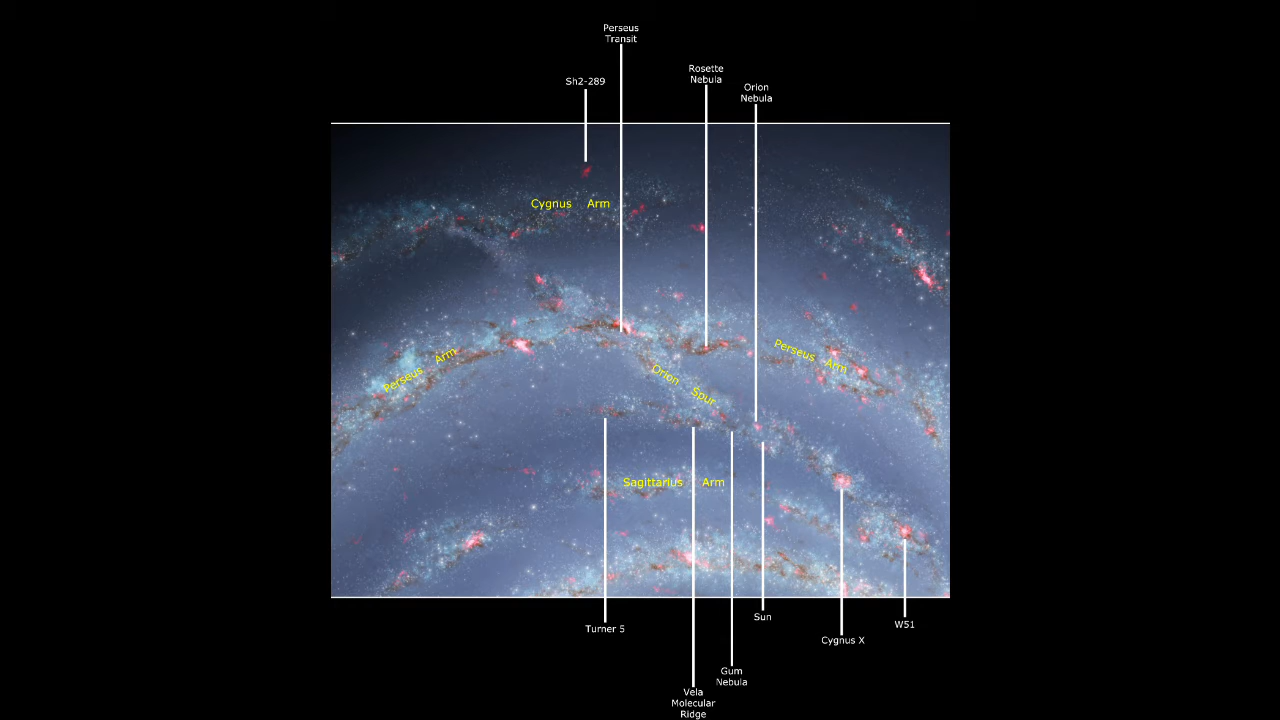 Perseus
Transit
Rosette
Nebula
Sh2-289
Orion
Nebula
Cygnus Arm
Perseus Arm
Perseus Arm
Orion Spur
Sagittarius Arm
Turner 5
Sun
W51
Cygnus X
Gum
Nebula
Vela
Molecular
Ridge